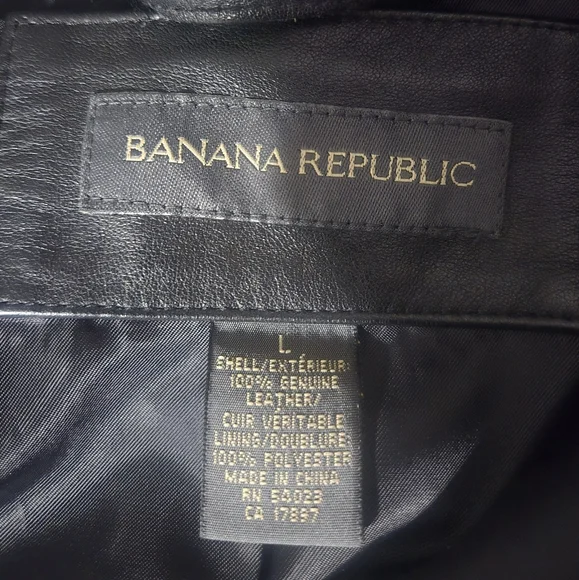 BANANA REPUBLIC
L
SHELL/EXTÉRIEUR:
100% GENUINE
LEATHER/
CUIR VÉRITABLE
LINING/DOUBLURE:
100% POLYESTER
MADE IN CHINA
RN 54023
CA 17897